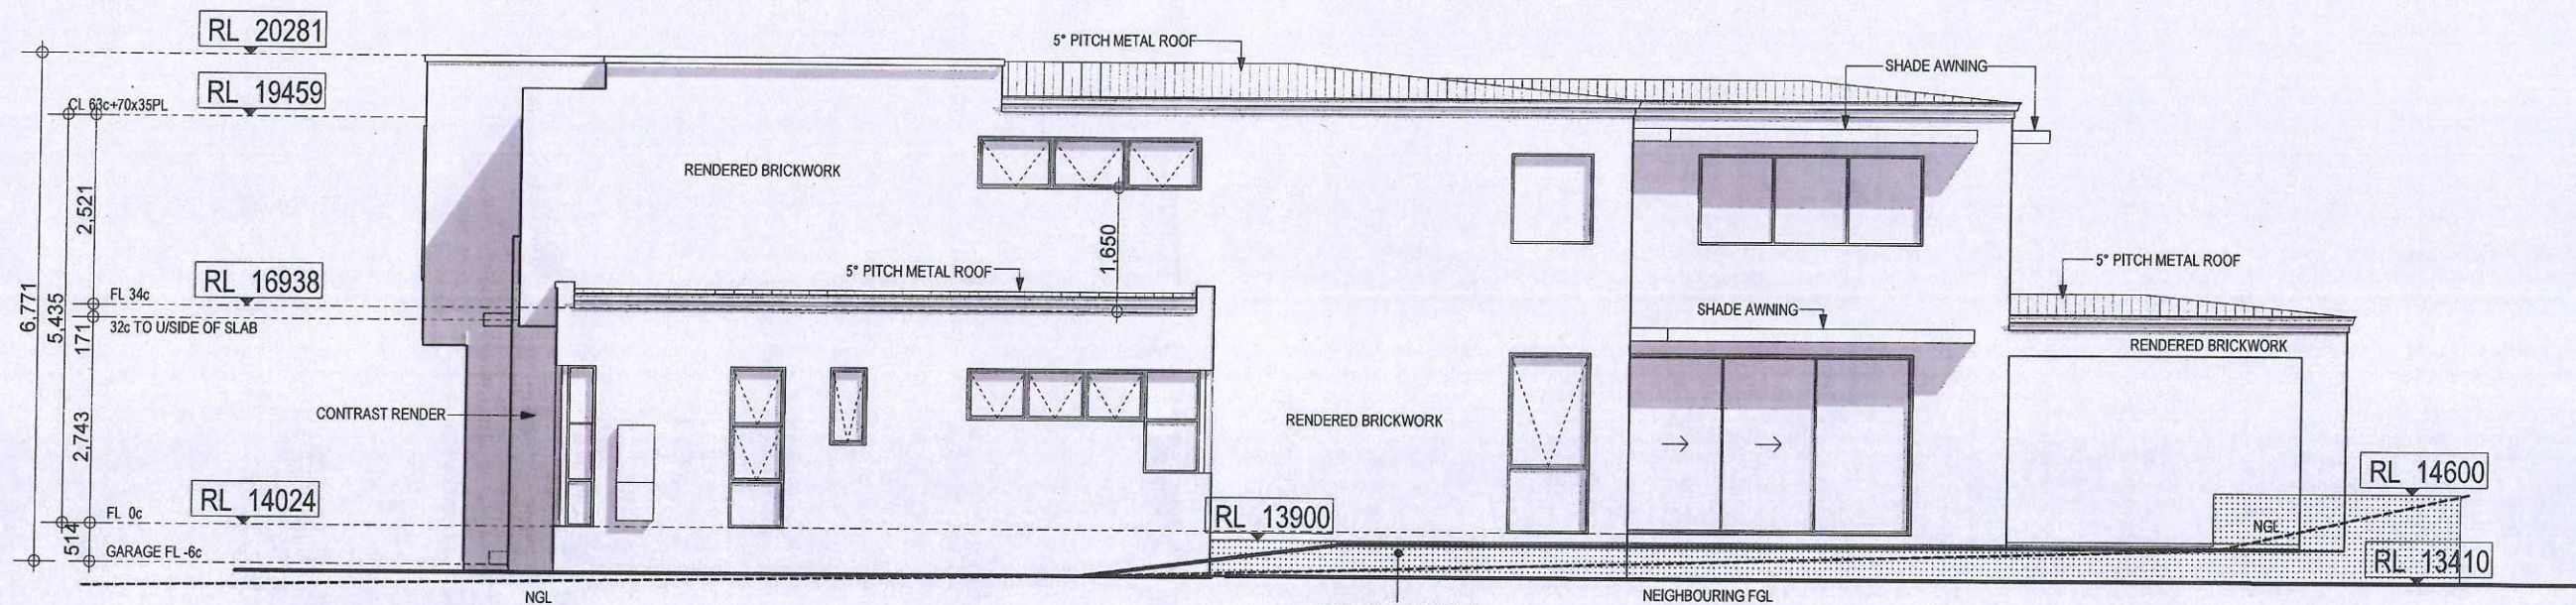 RL 20281
5° PITCH METAL ROOF
SHADE AWNING
RL 19459
CL 63c+70x35PL
RENDERED BRICKWORK
2,521
1,650
5° PITCH METAL ROOF
5° PITCH METAL ROOF
RL 16938
FL 34c
6,771
5,435
171
32c TO U/SIDE OF SLAB
SHADE AWNING
RENDERED BRICKWORK
CONTRAST RENDER
RENDERED BRICKWORK
2,743
RL 14600
RL 14024
FL 0c
RL 13900
NGL
514
GARAGE FL -6c
RL 13410
NGL
NEIGHBOURING FGL